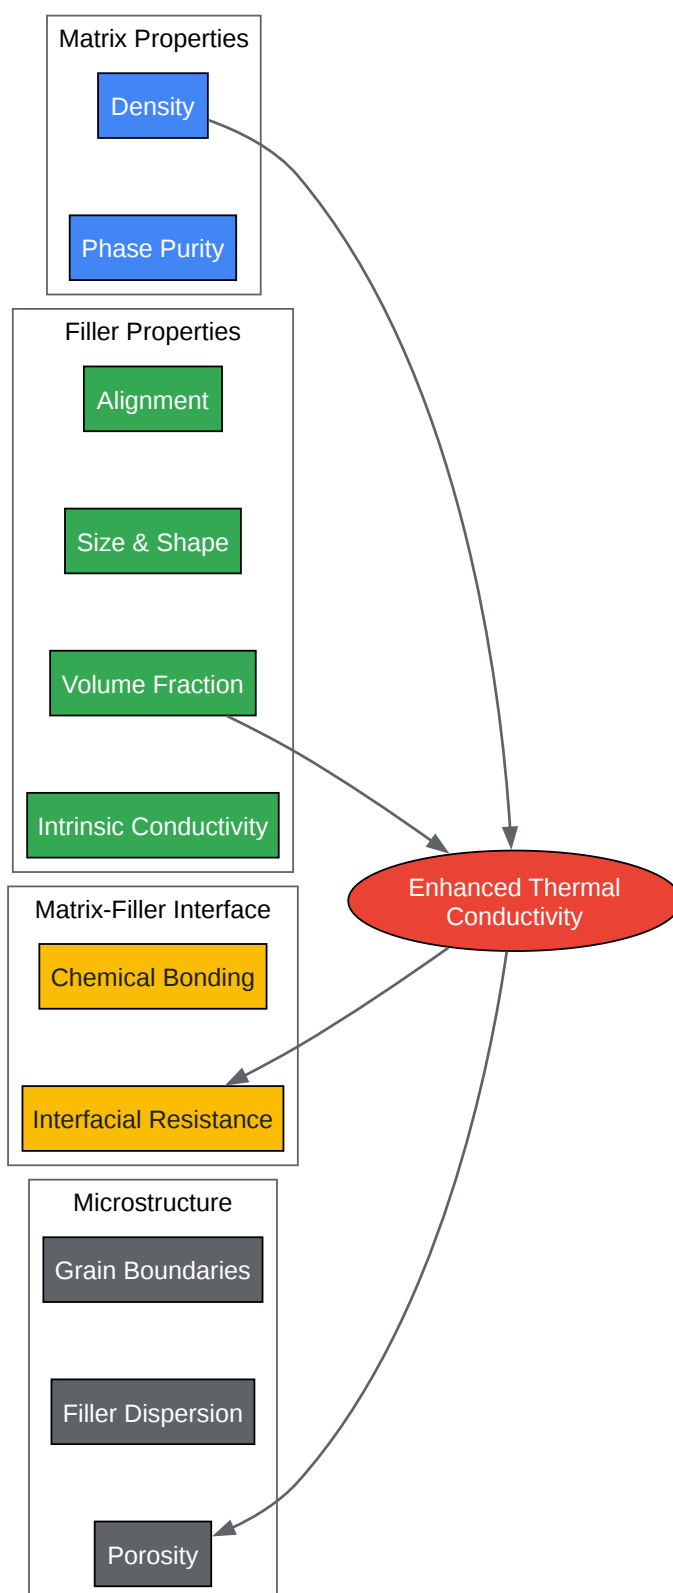 Matrix Properties
Density
Phase Purity
Filler Properties
Alignment
Size & Shape
Volume Fraction
Intrinsic Conductivity
Enhanced Thermal
Conductivity
Matrix-Filler Interface
Chemical Bonding
Interfacial Resistance
Microstructure
Grain Boundaries
Filler Dispersion
Porosity